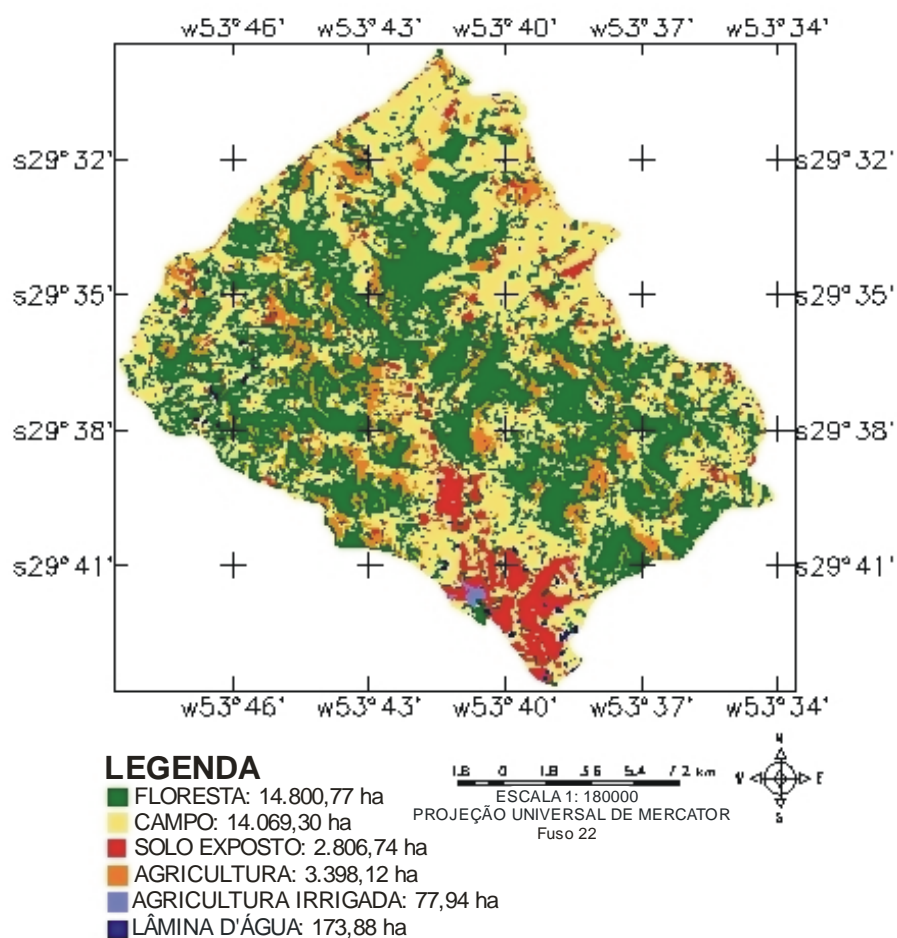 w53°46' w53°43' w53°40' w53°37' w53°34'
s29°32' s29°32'
s29°35' s29°35'
s29°38' s29°38'
s29°41' s29°41'
w53°46' w53°43' w53°40' w53°37' w53°34'
LEGENDA
FLORESTA: 14.800,77 ha
CAMPO: 14.069,30 ha
SOLO EXPOSTO: 2.806,74 ha
AGRICULTURA: 3.398,12 ha
AGRICULTURA IRRIGADA: 77,94 ha
LÂMINA D'ÁGUA: 173,88 ha
1.8 0 1.8 3.6 5.4 7.2 km
ESCALA 1: 180000
PROJEÇÃO UNIVERSAL DE MERCATOR
Fuso 22
E
S